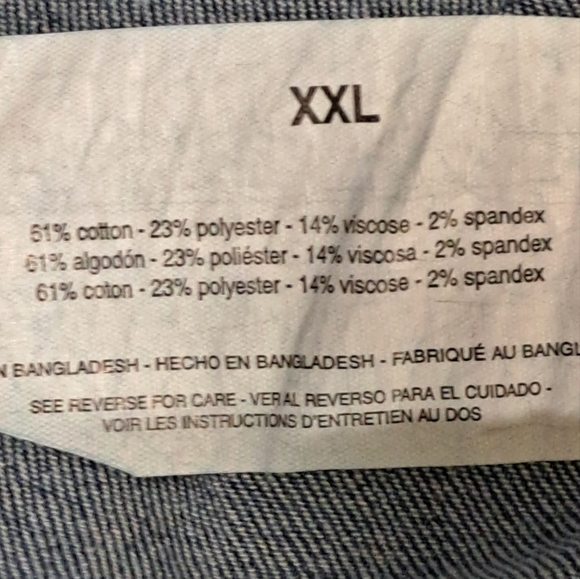 XXL
61% cotton - 23% polyester - 14% viscose - 2% spandex
61% algodón - 23% poliéster - 14% viscosa - 2% spandex
61% coton - 23% polyester - 14% viscose - 2% spandex
N BANGLADESH - HECHO EN BANGLADESH - FABRIQUÉ AU BANGL
SEE REVERSE FOR CARE - VER AL REVERSO PARA EL CUIDADO -
VOIR LES INSTRUCTIONS D'ENTRETIEN AU DOS